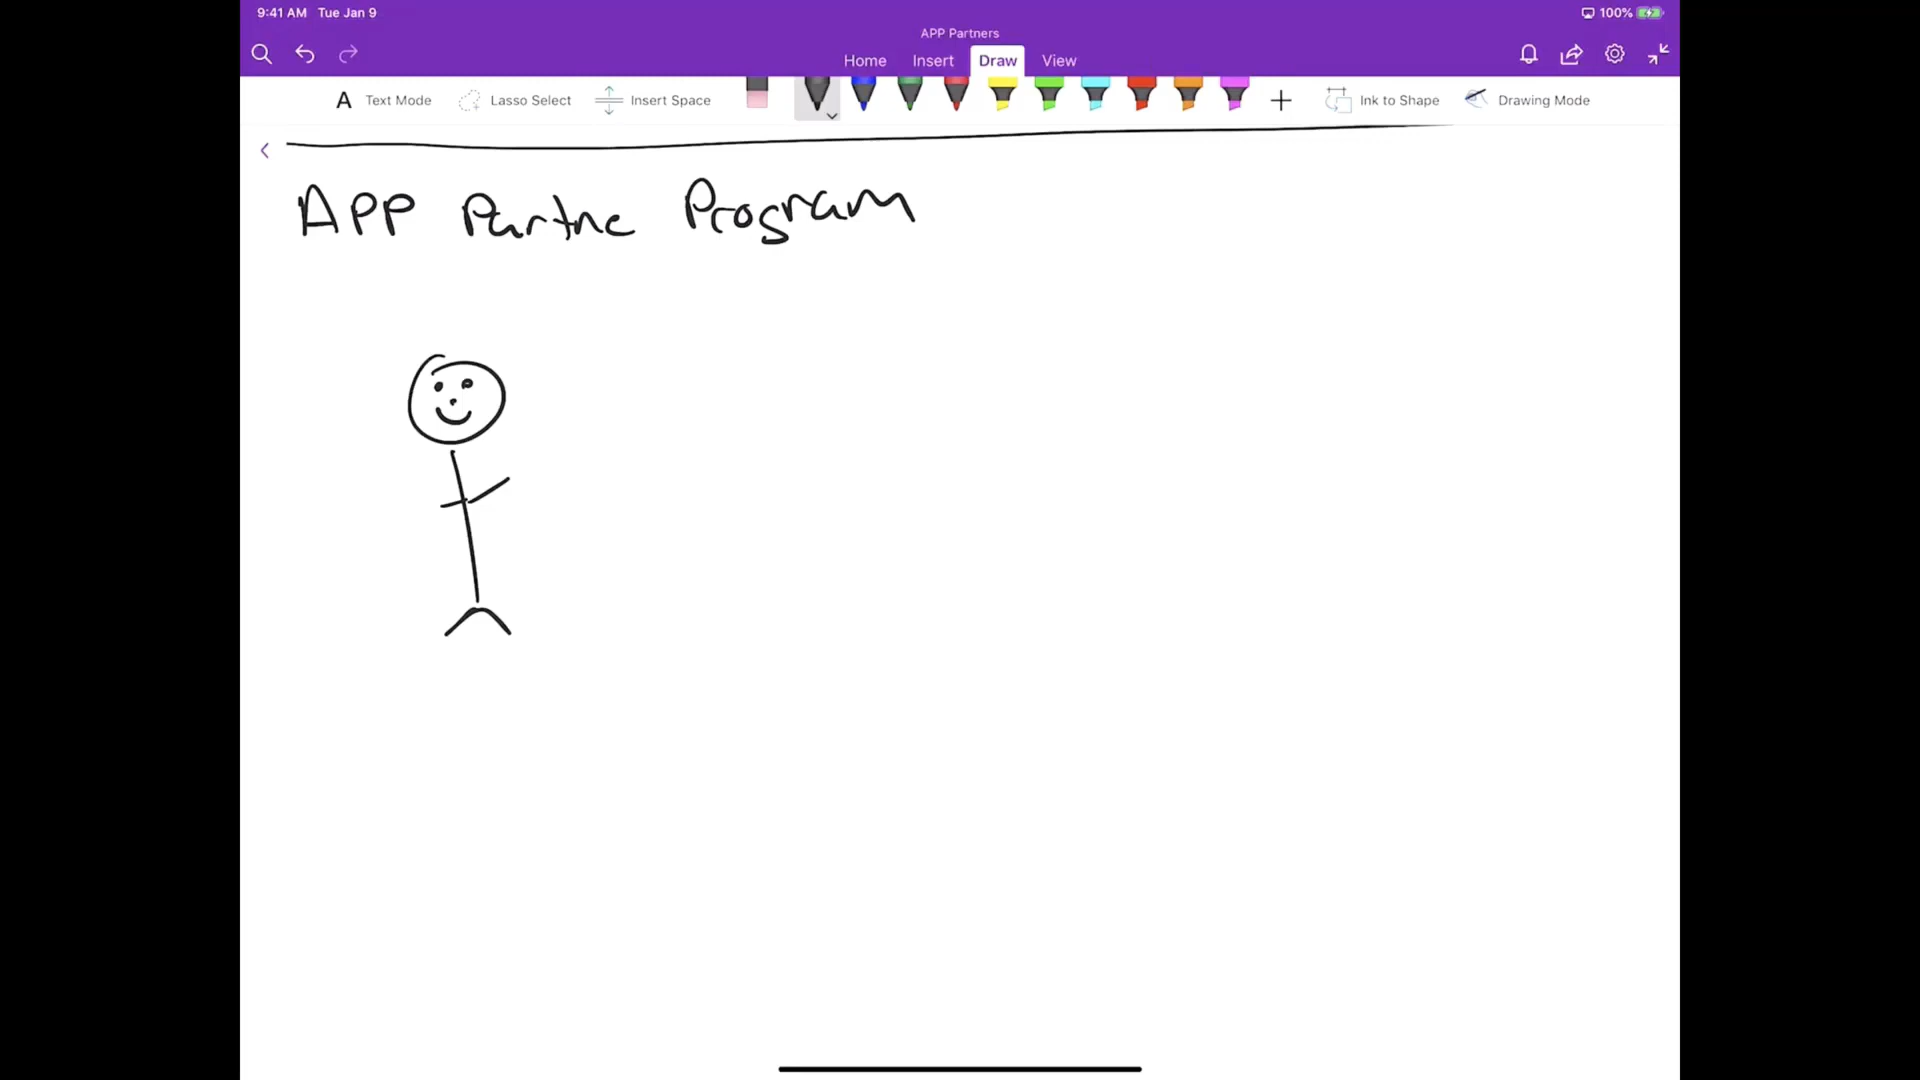 9:41 AM Tue Jan 9 100%
APP Partners
Home Insert Draw View
Text Mode Lasso Select Insert Space Ink to Shape Drawing Mode
APP Partne Program